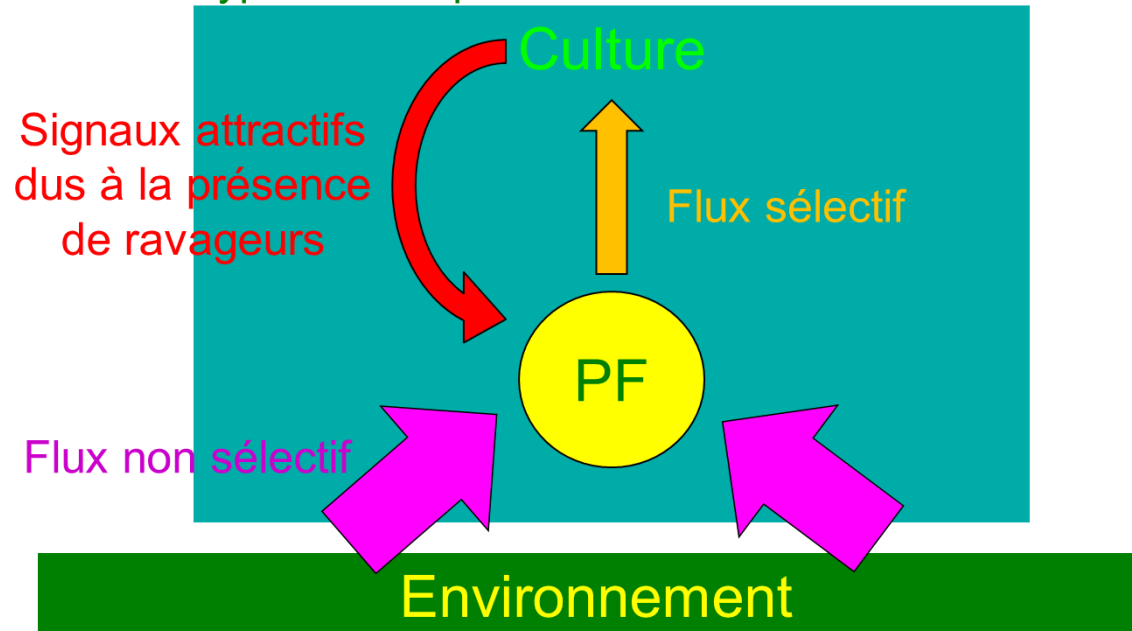 Culture
Signaux attractifs
dus à la présence
de ravageurs
Flux sélectif
PF
Flux non sélectif
Environnement